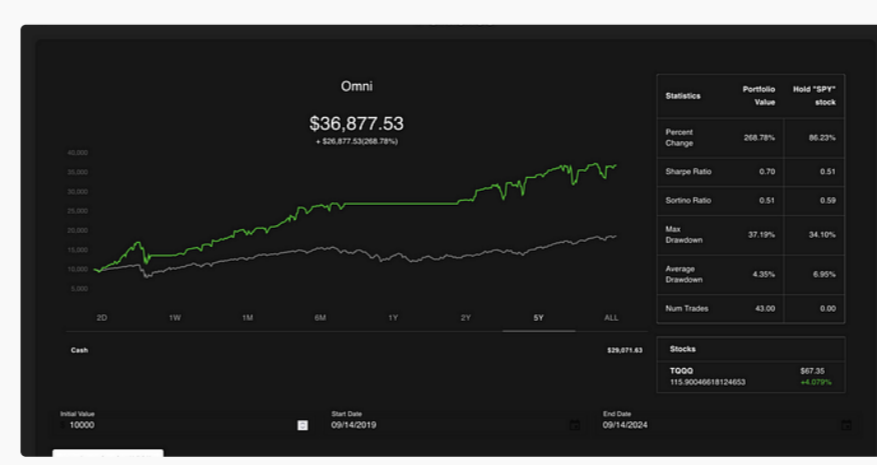 Omni
$36,877.53
+ $26,877.53(268.78%)
40,000
35,000
30,000
25,000
20,000
15,000
10,000
5,000
2D 1W 1M 6M 1Y 2Y 5Y ALL
Cash $29,071.63
Statistics Portfolio Value Hold "SPY" stock
Percent Change 268.78% 86.23%
Sharpe Ratio 0.70 0.51
Sortino Ratio 0.51 0.59
Max Drawdown 37.19% 34.10%
Average Drawdown 4.35% 6.95%
Num Trades 43.00 0.00
Stocks
TQQQ $67.35
115.90046618124653 +4.079%
Initial Value Start Date End Date
10000 09/14/2019 09/14/2024